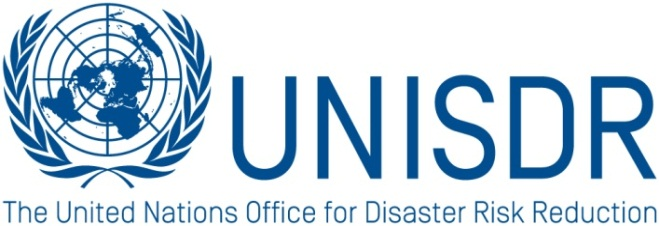 UNISDR
The United Nations Office for Disaster Risk Reduction